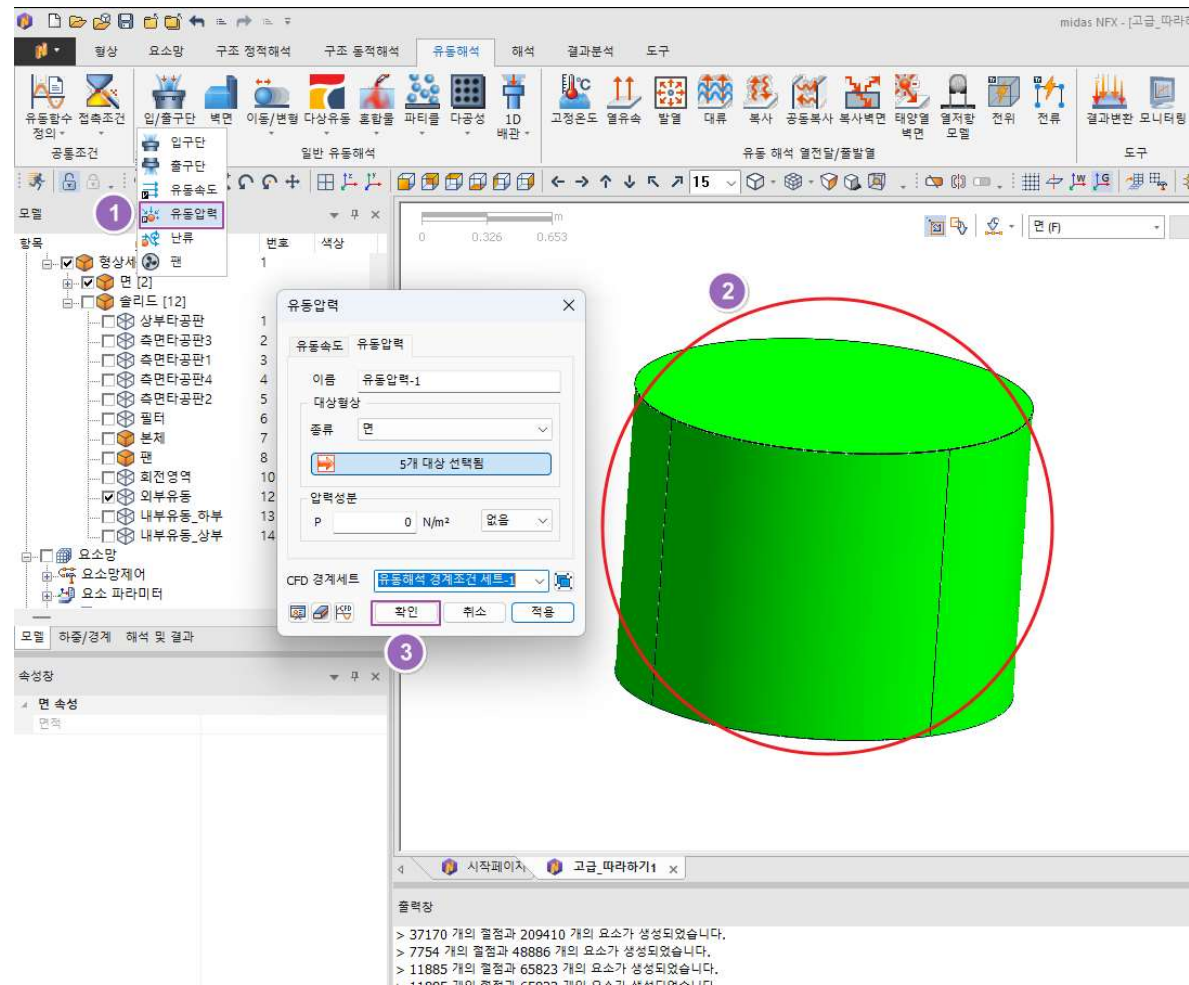 midas NFX - [고급_따라하
형상 요소망 구조 정적해석 구조 동적해석 유동해석 해석 결과분석 도구
유동함수 정의 접촉조건 입/출구단 벽면 이동/변형 다상유동 혼합물 파티클 다공성 1D 배관 고정온도 열유속 발열 대류 복사 공동복사 복사벽면 태양열 벽면 열저항 모델 전위 전류 결과변환 모니터링
공통조건 일반 유동해석 유동 해석 열전달/줄발열 도구
입구단
출구단
유동속도
1 유동압력
난류
팬
15
모델
항목 번호 색상
형상세 1
면 [2]
솔리드 [12]
상부타공판 1
측면타공판3 2
측면타공판1 3
측면타공판4 4
측면타공판2 5
필터 6
본체 7
팬 8
회전영역 10
외부유동 12
내부유동_하부 13
내부유동_상부 14
요소망
요소망제어
요소 파라미터
모델 하중/경계 해석 및 결과
속성창
면 속성
면적
[m]
0 0.326 0.653
면 (F)
2
유동압력
유동속도 유동압력
이름 유동압력-1
대상형상
종류 면
5개 대상 선택됨
압력성분
P 0 N/m² 없음
CFD 경계세트 유동해석 경계조건 세트-1
확인 취소 적용
3
시작페이지 고급_따라하기1
출력창
> 37170 개의 절점과 209410 개의 요소가 생성되었습니다.
> 7754 개의 절점과 48886 개의 요소가 생성되었습니다.
> 11885 개의 절점과 65823 개의 요소가 생성되었습니다.